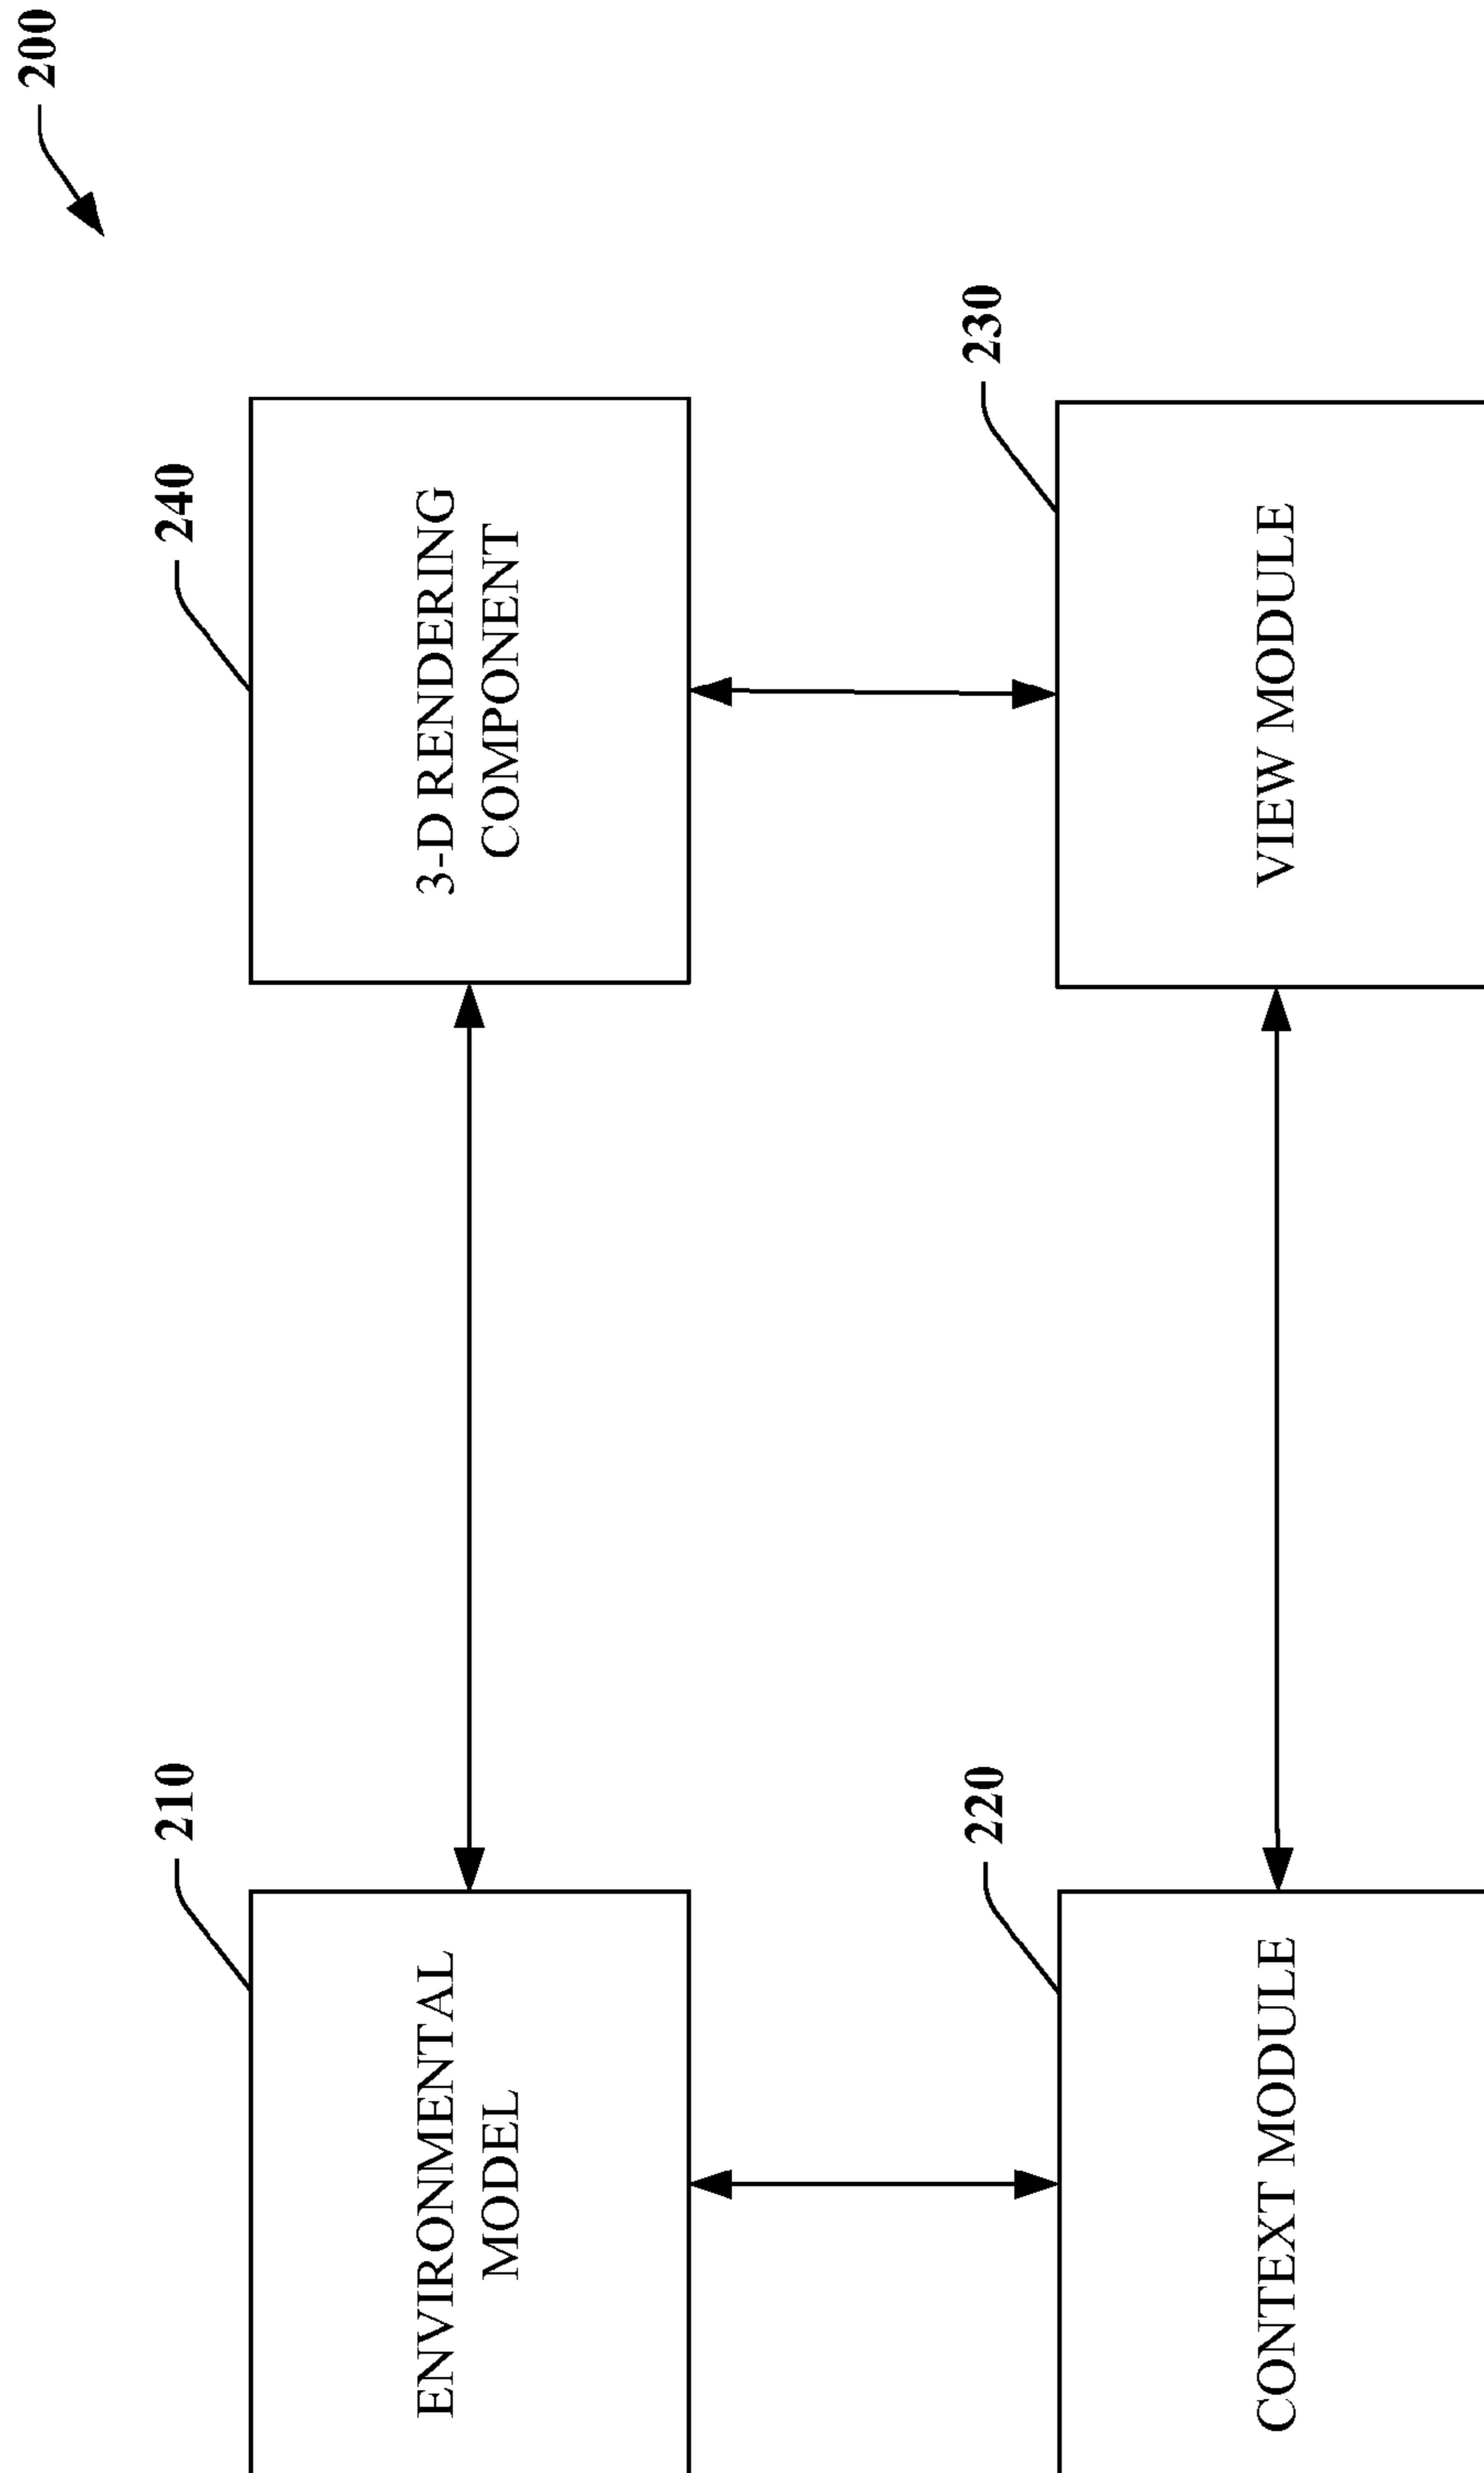 200
210
ENVIRONMENTAL
MODEL
240
3-D RENDERING
COMPONENT
220
CONTEXT MODULE
230
VIEW MODULE